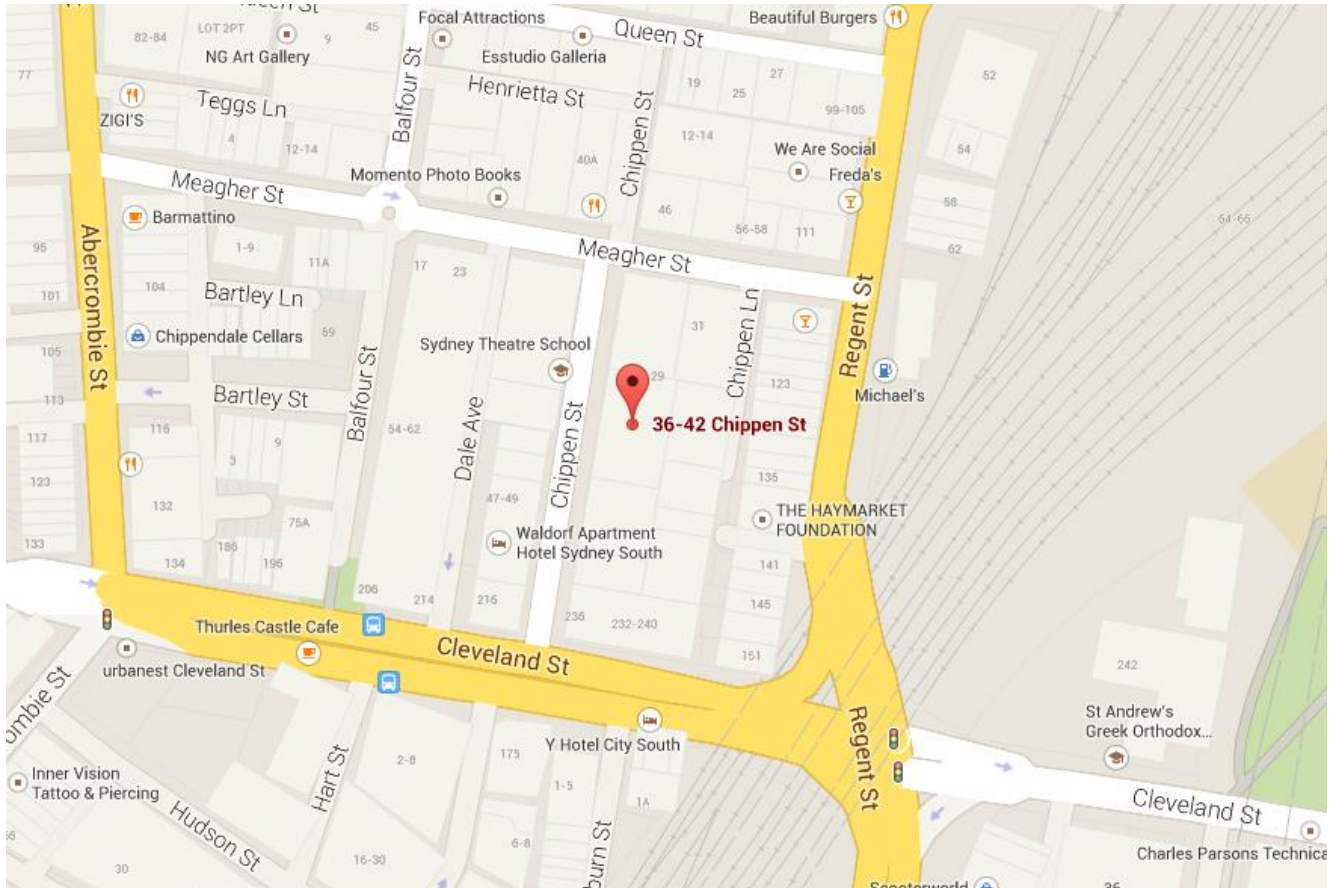 Queen St
Focal Attractions
Beautiful Burgers
82-84
LOT 2PT
9
45
Queen St
NG Art Gallery
Esstudio Galleria
77
Balfour St
Henrietta St
19
27
25
52
99-105
ZIGI'S
Teggs Ln
4
12-14
Chippen St
12-14
40A
54
We Are Social
Freda's
Meagher St
Momento Photo Books
46
56-58
111
58
62
54-66
Barmattino
95
1-9
11A
17
23
Meagher St
Abercrombie St
104
Bartley Ln
101
Chippendale Cellars
59
Sydney Theatre School
31
Chippen Ln
Regent St
105
113
Bartley St
Balfour St
29
123
Michael's
116
117
9
3
54-62
Dale Ave
Chippen St
36-42 Chippen St
123
132
47-49
135
133
186
196
75A
134
Waldorf Apartment
Hotel Sydney South
THE HAYMARKET
FOUNDATION
141
206
214
216
236
232-240
145
151
Thurles Castle Cafe
Cleveland St
urbanest Cleveland St
242
ombie St
Hart St
Y Hotel City South
Regent St
St Andrew's
Greek Orthodox...
Inner Vision
Tattoo & Piercing
2-8
175
1-5
1A
Cleveland St
Hudson St
burn St
6-8
16-30
30
Charles Parsons Technica
Scooterworld
36